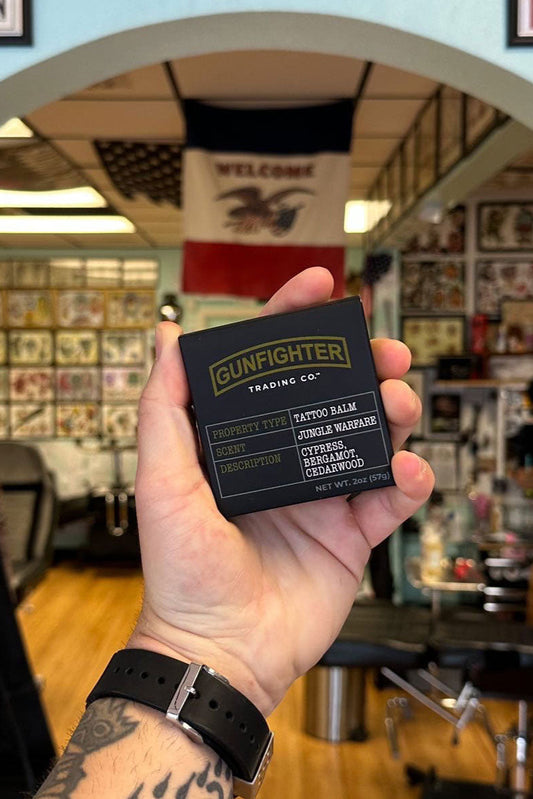 WELCOME
GUNFIGHTER
TRADING CO.™
PROPERTY TYPE TATTOO BALM
SCENT JUNGLE WARFARE
DESCRIPTION CYPRESS,
BERGAMOT,
CEDARWOOD
NET WT. 2oz (57g)